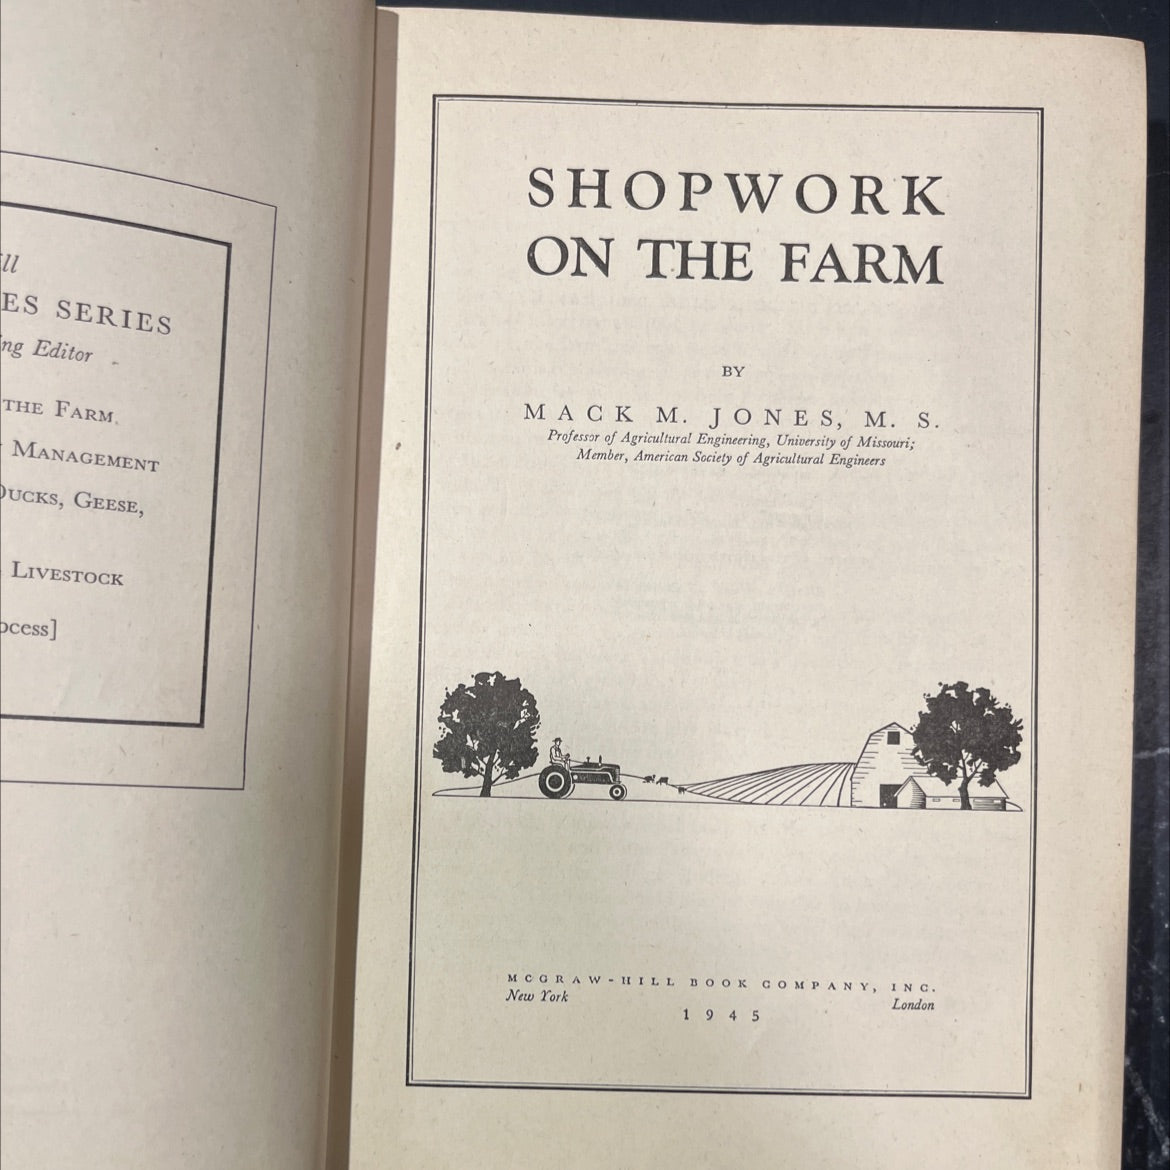 ES SERIES
ng Editor
THE FARM
MANAGEMENT
DUCKS, GEESE,
LIVESTOCK
ocess]
SHOPWORK
ON THE FARM
BY
MACK M. JONES, M. S.
Professor of Agricultural Engineering, University of Missouri;
Member, American Society of Agricultural Engineers
MCGRAW-HILL BOOK COMPANY, INC.
New York London
1945